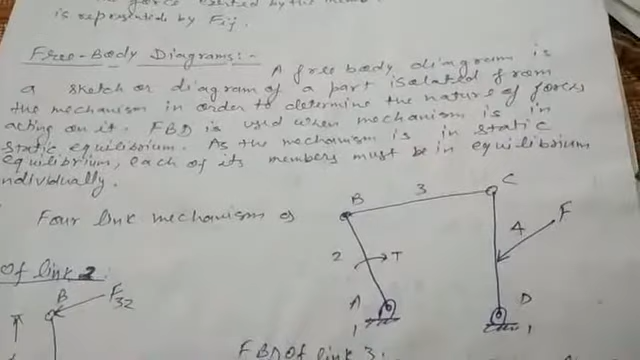 is represented by Fij.
Free-Body Diagrams:-
A free body diagram is
a sketch or diagram of a part isolated from
the mechanism in order to determine the nature of forces
acting on it. FBD is used when mechanism is in
static equilibrium. As the mechanism is in static
equilibrium, each of its members must be in equilibrium
individually.
Four link mechanism of
B
3
C
F
4
2
T
A
1
D
1
Of link 2:
B
F32
FBD Of link 3: